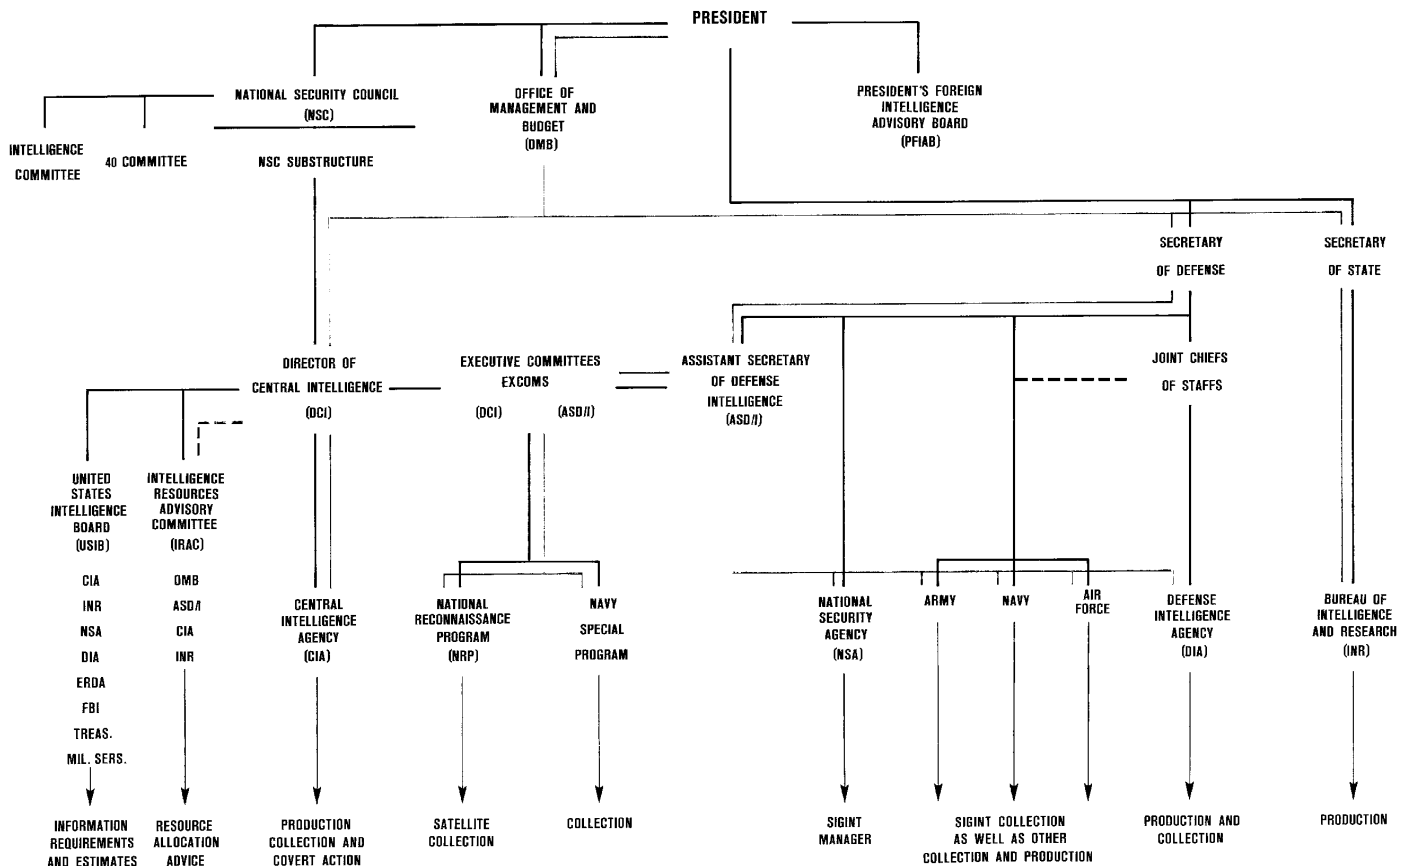 PRESIDENT
NATIONAL SECURITY COUNCIL
(NSC)
OFFICE OF
MANAGEMENT AND
BUDGET
(OMB)
PRESIDENT'S FOREIGN
INTELLIGENCE
ADVISORY BOARD
(PFIAB)
INTELLIGENCE
COMMITTEE
40 COMMITTEE
NSC SUBSTRUCTURE
SECRETARY
OF DEFENSE
SECRETARY
OF STATE
DIRECTOR OF
CENTRAL INTELLIGENCE
(DCI)
EXECUTIVE COMMITTEES
EXCOMS
(DCI) (ASD/I)
ASSISTANT SECRETARY
OF DEFENSE
INTELLIGENCE
(ASD/I)
JOINT CHIEFS
OF STAFFS
UNITED
STATES
INTELLIGENCE
BOARD
(USIB)
CIA
INR
NSA
DIA
ERDA
FBI
TREAS.
MIL. SERS.
INTELLIGENCE
RESOURCES
ADVISORY
COMMITTEE
(IRAC)
OMB
ASD/I
CIA
INR
CENTRAL
INTELLIGENCE
AGENCY
(CIA)
NATIONAL
RECONNAISSANCE
PROGRAM
(NRP)
NAVY
SPECIAL
PROGRAM
NATIONAL
SECURITY
AGENCY
(NSA)
ARMY
NAVY
AIR
FORCE
DEFENSE
INTELLIGENCE
AGENCY
(DIA)
BUREAU OF
INTELLIGENCE
AND RESEARCH
(INR)
INFORMATION
REQUIREMENTS
AND ESTIMATES
RESOURCE
ALLOCATION
ADVICE
PRODUCTION
COLLECTION AND
COVERT ACTION
SATELLITE
COLLECTION
COLLECTION
SIGINT
MANAGER
SIGINT COLLECTION
AS WELL AS OTHER
COLLECTION AND PRODUCTION
PRODUCTION AND
COLLECTION
PRODUCTION